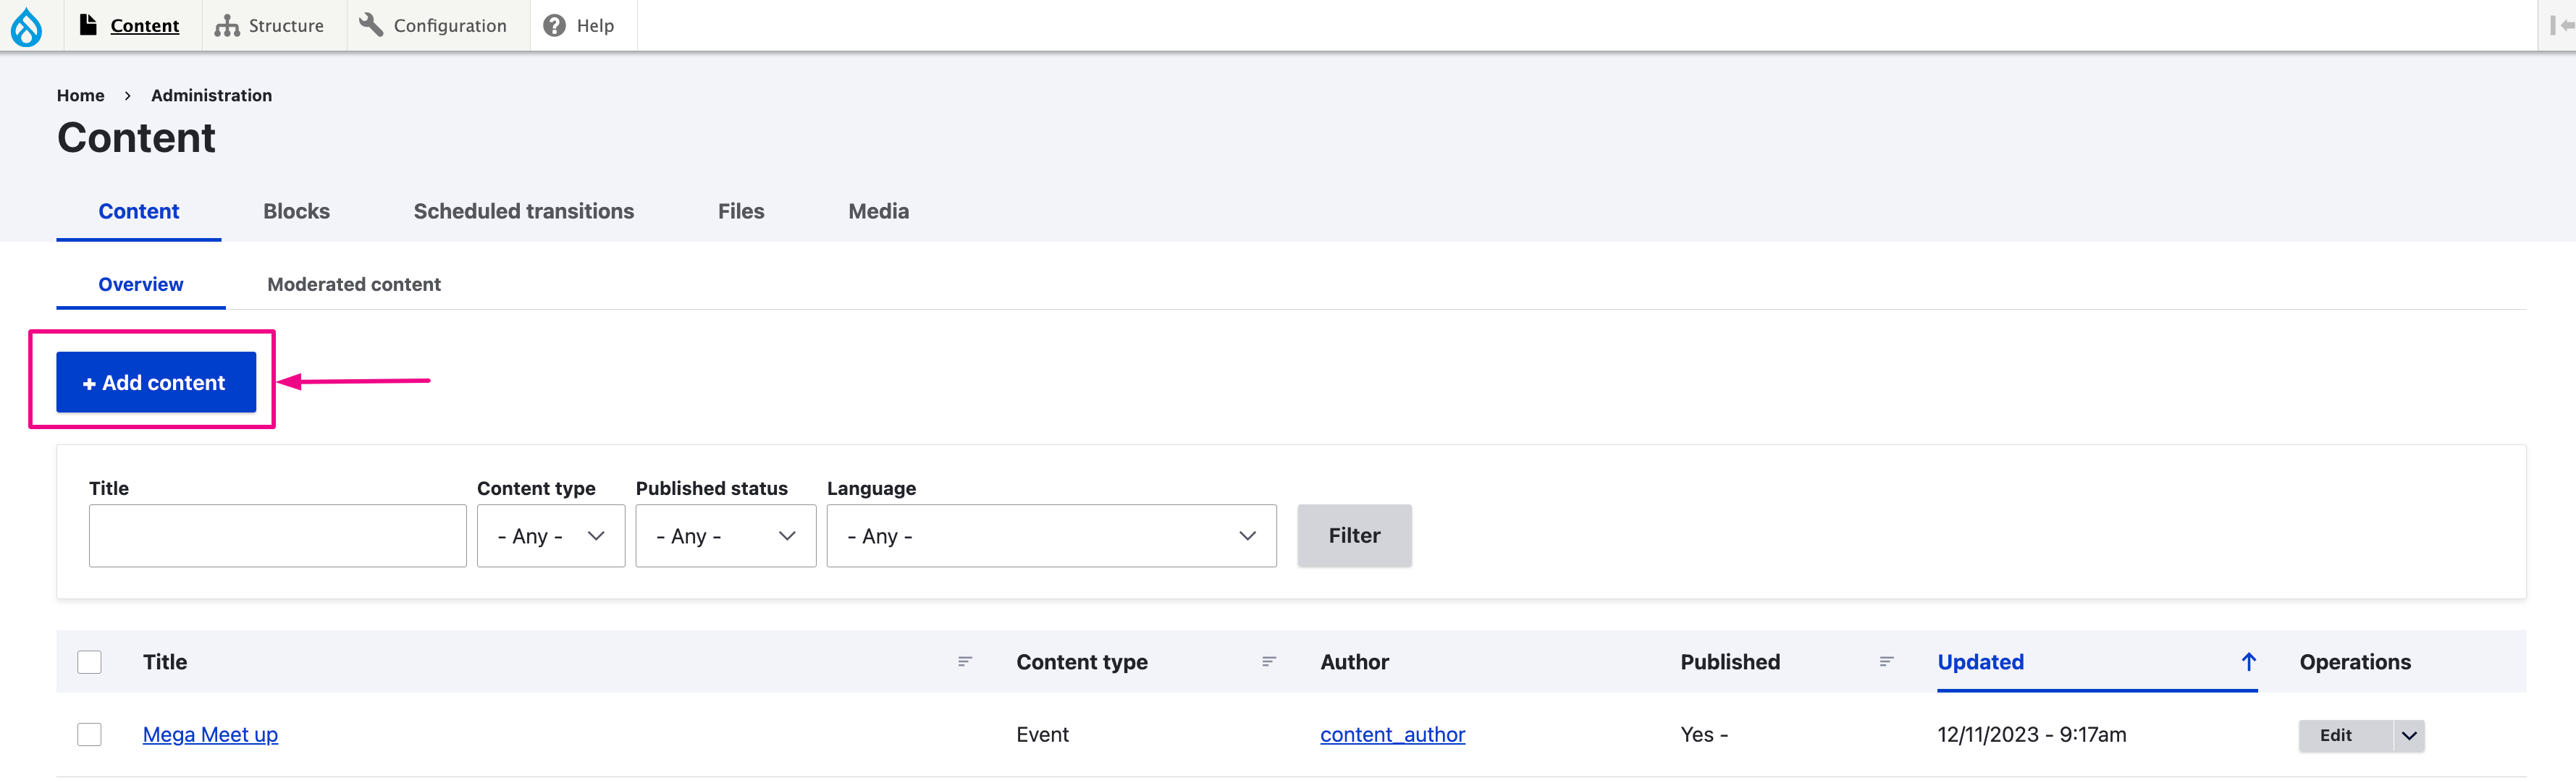 Content Structure Configuration Help
Home › Administration
Content
Content Blocks Scheduled transitions Files Media
Overview Moderated content
+ Add content
Title Content type Published status Language
- Any - - Any - - Any - Filter
Title Content type Author Published Updated Operations
Mega Meet up Event content_author Yes - 12/11/2023 - 9:17am Edit